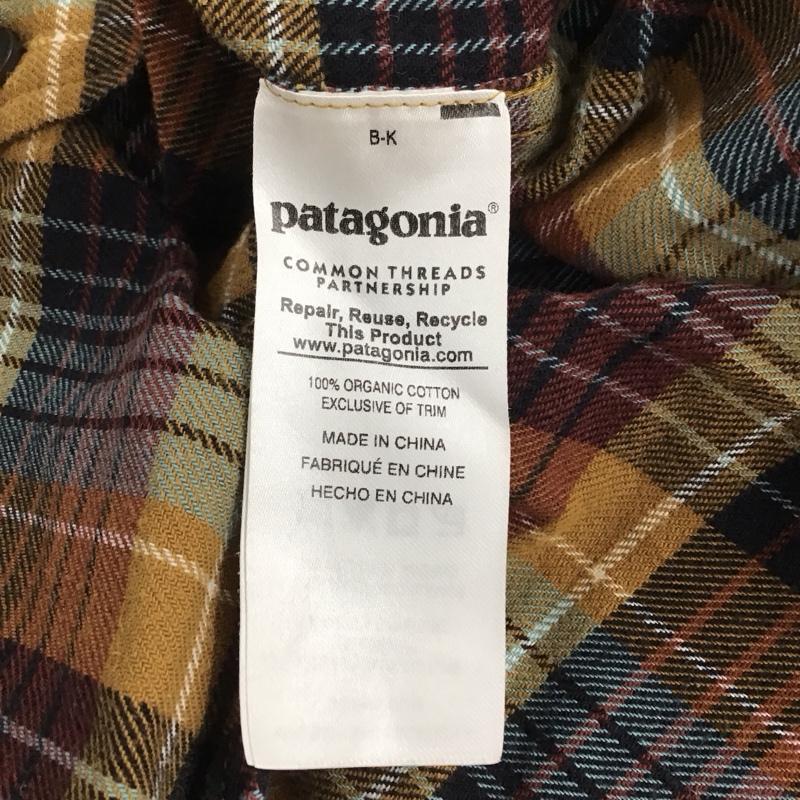 B-K
patagonia®
COMMON THREADS
PARTNERSHIP
Repair, Reuse, Recycle
This Product
www.patagonia.com
100% ORGANIC COTTON
EXCLUSIVE OF TRIM
MADE IN CHINA
FABRIQUÉ EN CHINE
HECHO EN CHINA